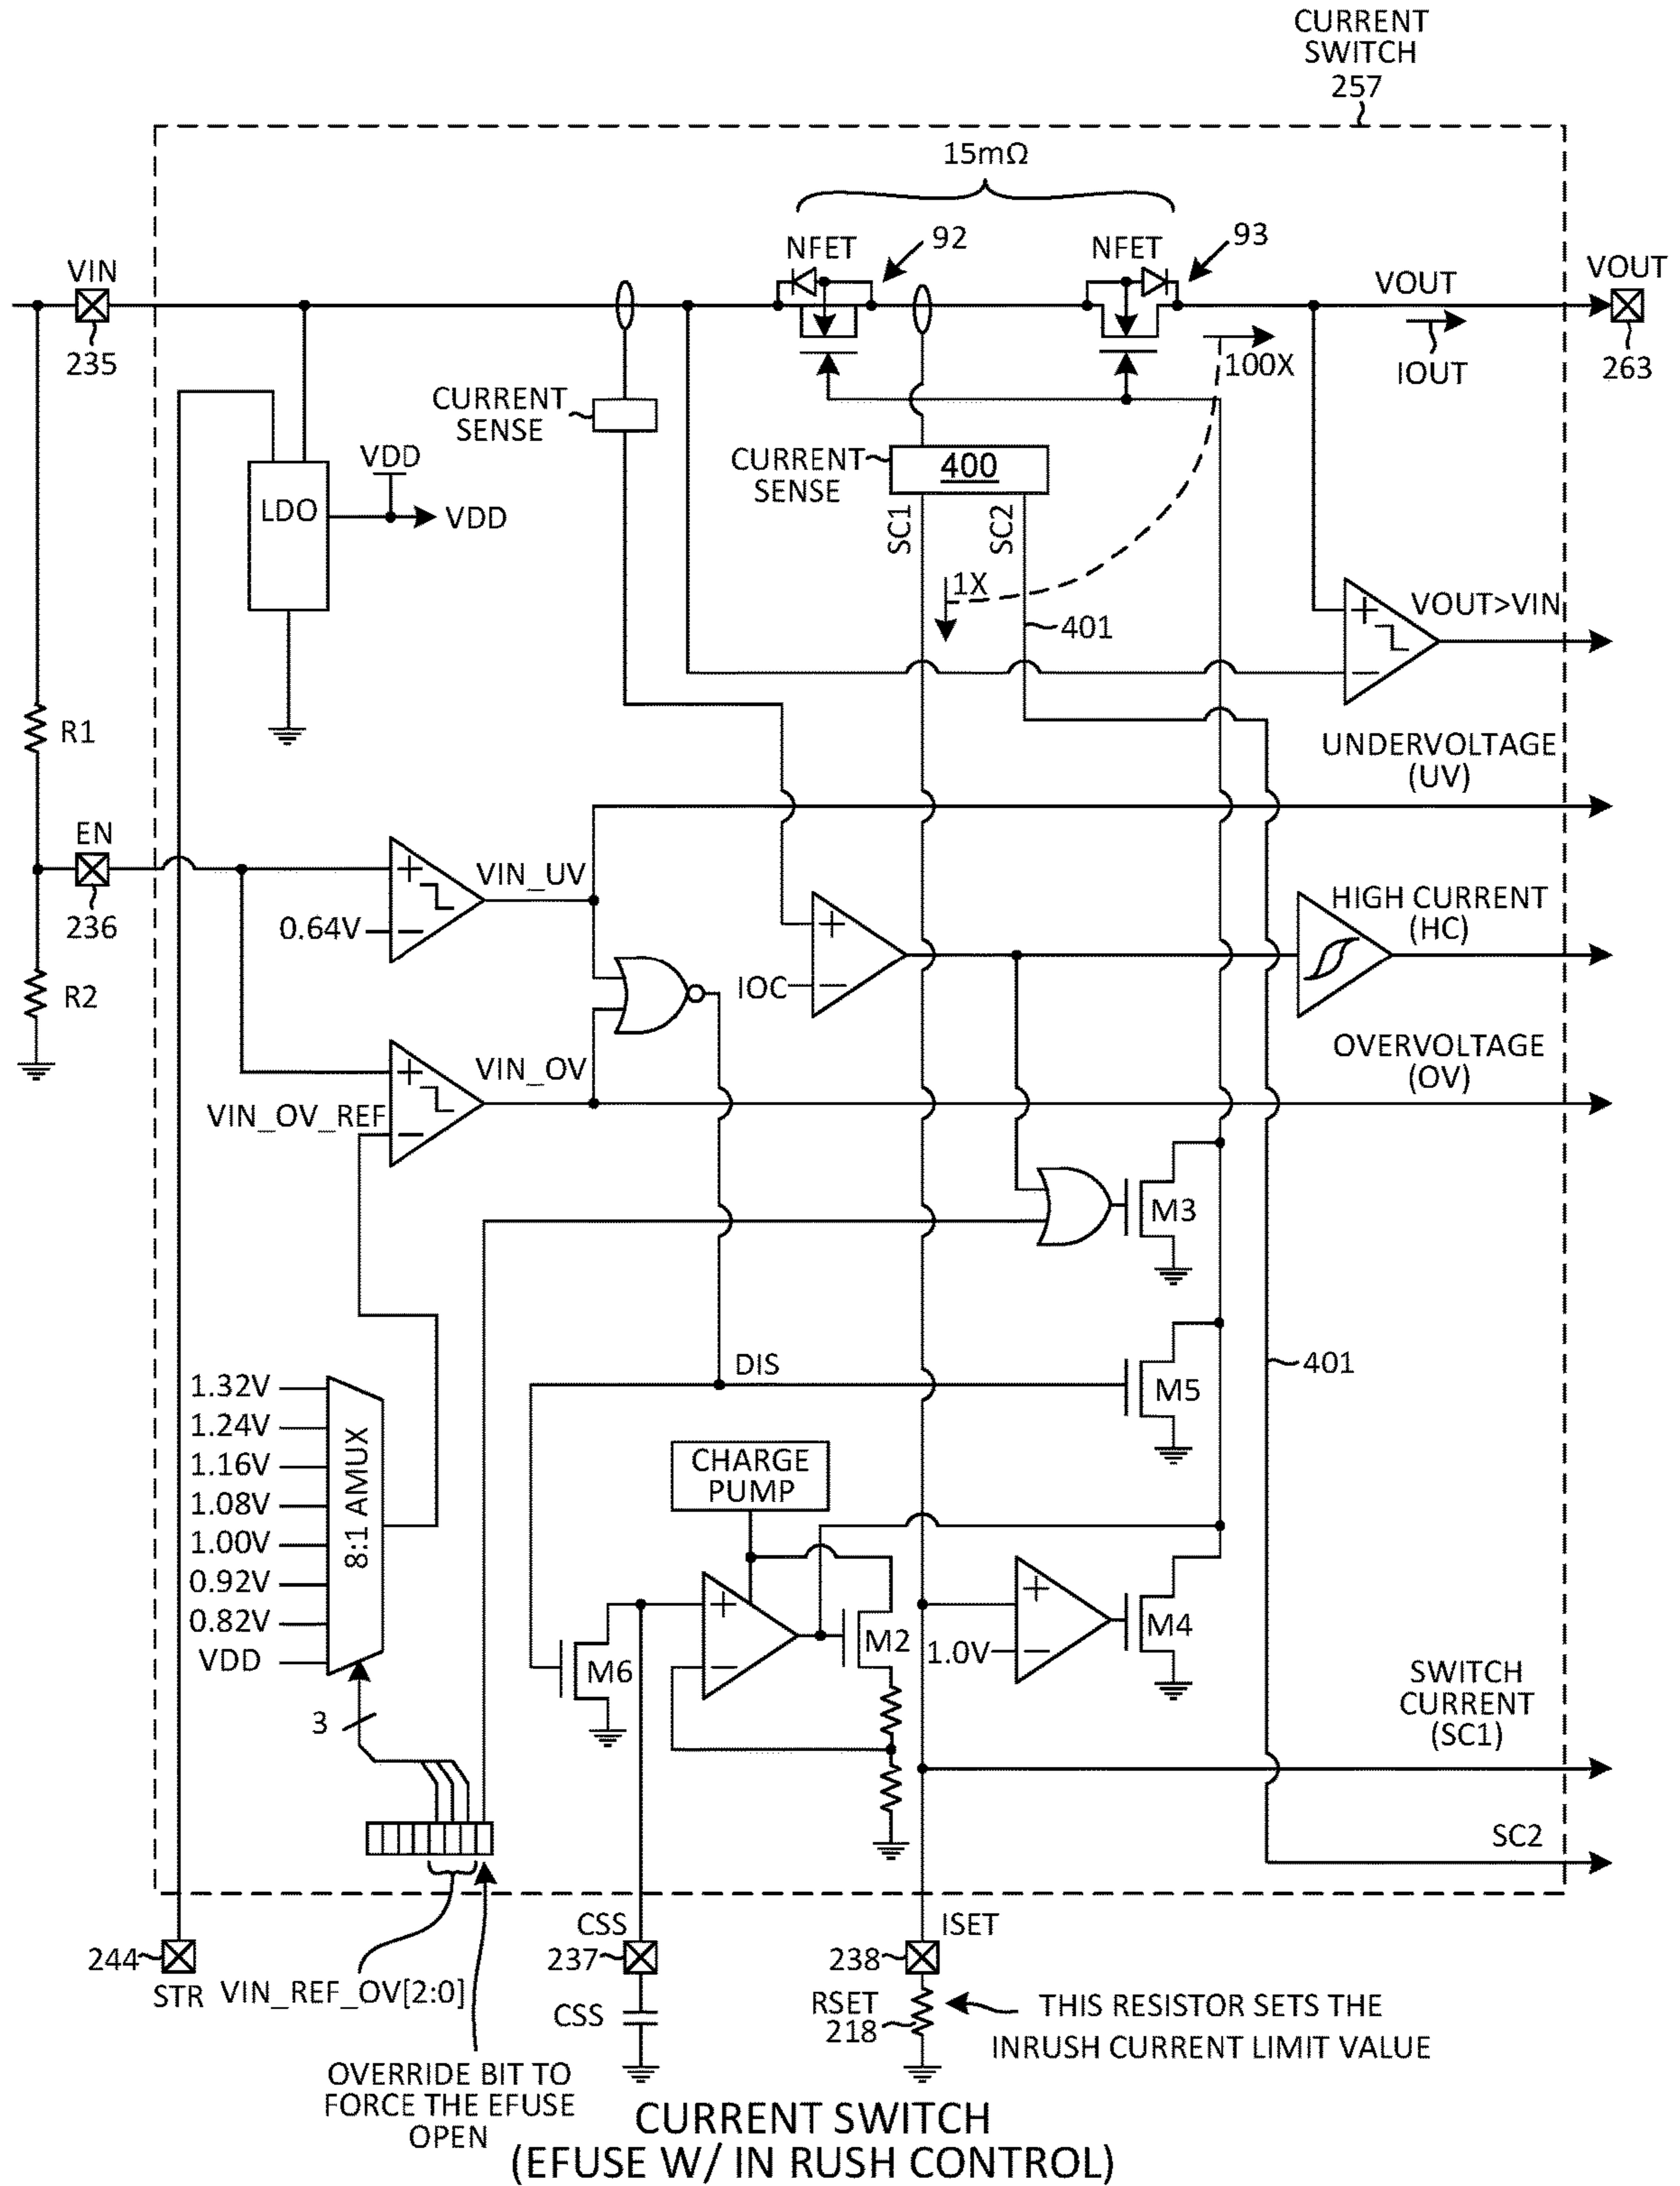 CURRENT
SWITCH
257
15mΩ
NFET
92
NFET
93
VIN
235
VOUT
IOUT
VOUT
263
100X
CURRENT
SENSE
CURRENT
SENSE
400
VDD
LDO
VDD
SC1
SC2
1X
401
VOUT>VIN
+
−
R1
UNDERVOLTAGE
(UV)
EN
236
+
−
0.64V
VIN_UV
HIGH CURRENT
(HC)
+
−
IOC
R2
OVERVOLTAGE
(OV)
VIN_OV
VIN_OV_REF
+
−
M3
401
DIS
M5
1.32V
1.24V
1.16V
1.08V
1.00V
0.92V
0.82V
VDD
8:1 AMUX
CHARGE
PUMP
+
−
M2
M6
+
−
1.0V
M4
3
SWITCH
CURRENT
(SC1)
SC2
244
STR
VIN_REF_OV[2:0]
CSS
237
CSS
ISET
238
RSET
218
THIS RESISTOR SETS THE
INRUSH CURRENT LIMIT VALUE
OVERRIDE BIT TO
FORCE THE EFUSE
OPEN
CURRENT SWITCH
(EFUSE W/ IN RUSH CONTROL)